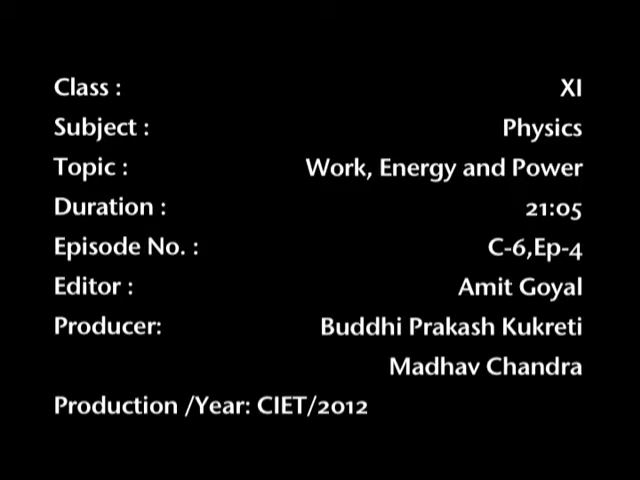 Class : XI
Subject : Physics
Topic : Work, Energy and Power
Duration : 21:05
Episode No. : C-6,Ep-4
Editor : Amit Goyal
Producer: Buddhi Prakash Kukreti
Madhav Chandra
Production /Year: CIET/2012